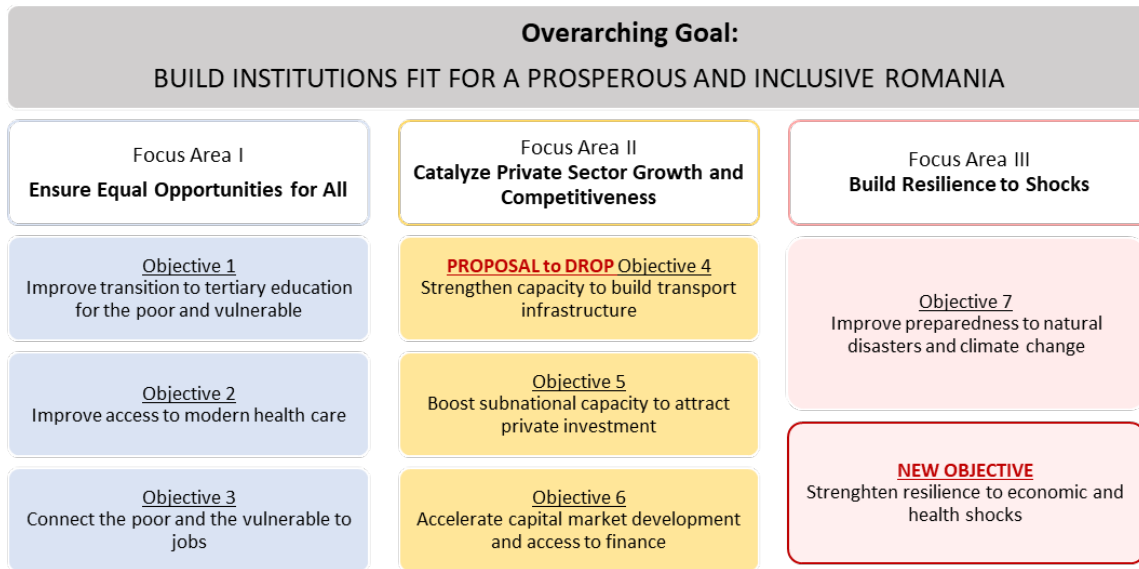 Overarching Goal:
BUILD INSTITUTIONS FIT FOR A PROSPEROUS AND INCLUSIVE ROMANIA
Focus Area I
Ensure Equal Opportunities for All
Objective 1
Improve transition to tertiary education
for the poor and vulnerable
Objective 2
Improve access to modern health care
Objective 3
Connect the poor and the vulnerable to
jobs
Focus Area II
Catalyze Private Sector Growth and
Competitiveness
PROPOSAL to DROP Objective 4
Strengthen capacity to build transport
infrastructure
Objective 5
Boost subnational capacity to attract
private investment
Objective 6
Accelerate capital market development
and access to finance
Focus Area III
Build Resilience to Shocks
Objective 7
Improve preparedness to natural
disasters and climate change
NEW OBJECTIVE
Strenghten resilience to economic and
health shocks